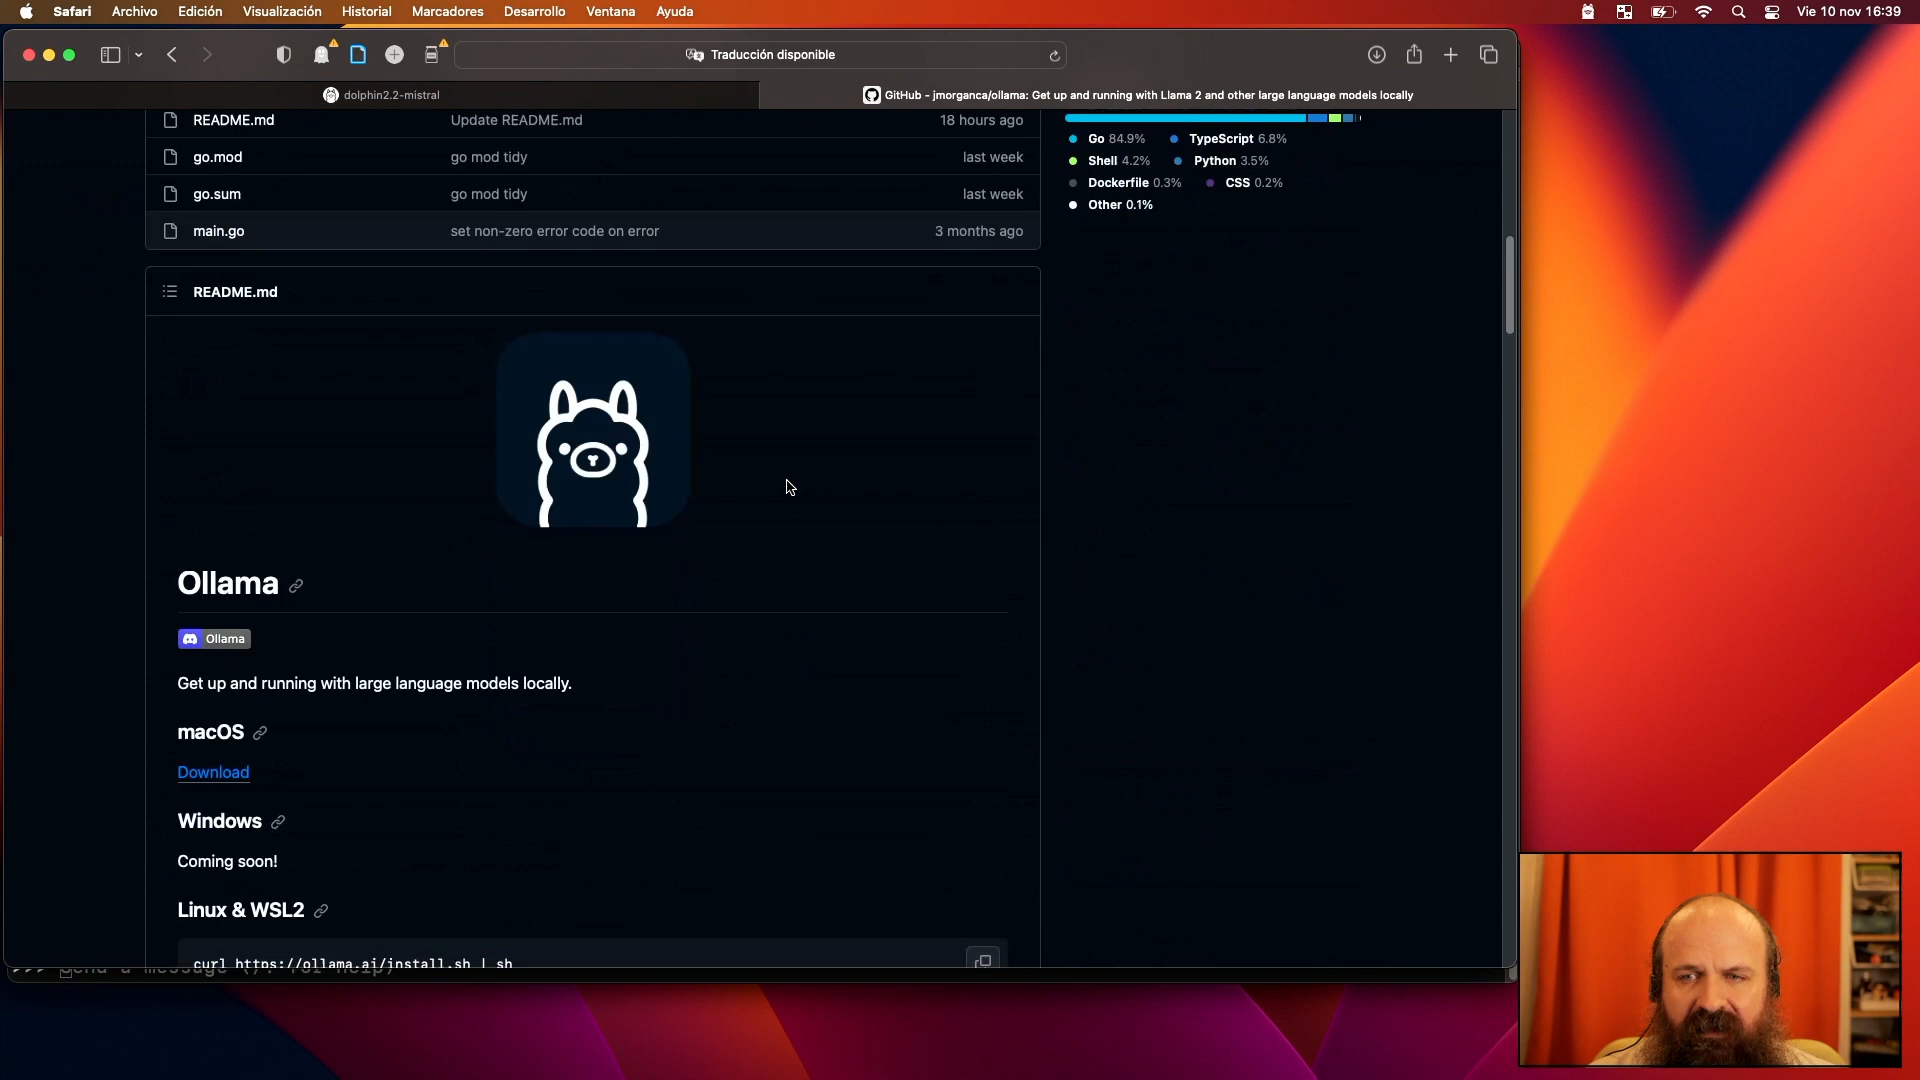 Safari Archivo Edición Visualización Historial Marcadores Desarrollo Ventana Ayuda Vie 10 nov 16:39
Traducción disponible
dolphin2.2-mistral
GitHub - jmorganca/ollama: Get up and running with Llama 2 and other large language models locally
README.md Update README.md 18 hours ago
go.mod go mod tidy last week
go.sum go mod tidy last week
main.go set non-zero error code on error 3 months ago
Go 84.9% TypeScript 6.8%
Shell 4.2% Python 3.5%
Dockerfile 0.3% CSS 0.2%
Other 0.1%
README.md
Ollama
Ollama
Get up and running with large language models locally.
macOS
Download
Windows
Coming soon!
Linux & WSL2
curl https://ollama.ai/install.sh | sh
>>> Send a message (/? for help)